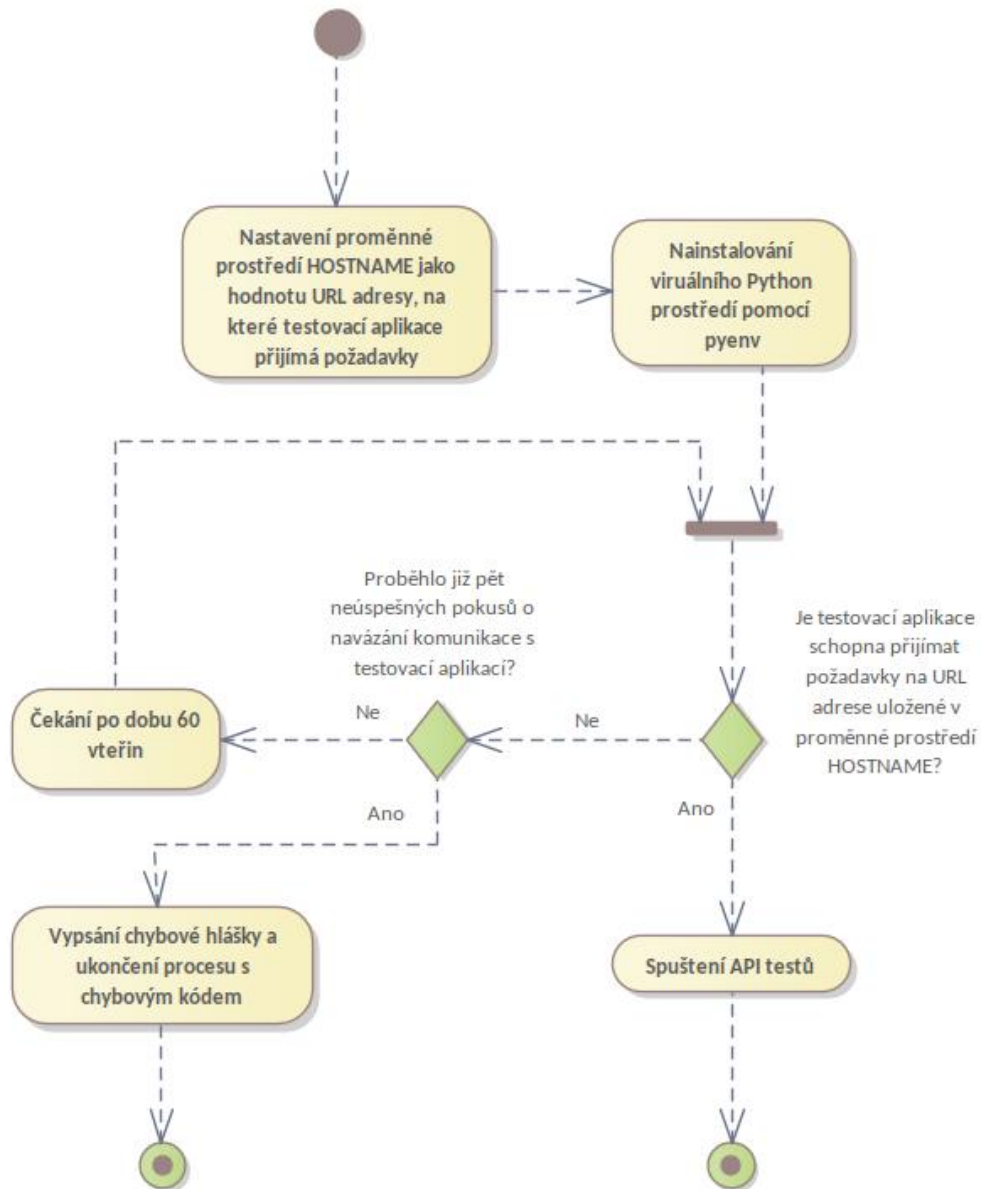 Nastavení proměnné
prostředí HOSTNAME jako
hodnotu URL adresy, na
které testovací aplikace
přijímá požadavky
Nainstalování
viruálního Python
prostředí pomocí
pyenv
Proběhlo již pět
neúspešných pokusů o
navázání komunikace s
testovací aplikací?
Je testovací aplikace
schopna přijímat
požadavky na URL
adrese uložené v
proměnné prostředí
HOSTNAME?
Čekání po dobu 60
vteřin
Ne
Ne
Ano
Ano
Vypsání chybové hlášky a
ukončení procesu s
chybovým kódem
Spuštení API testů